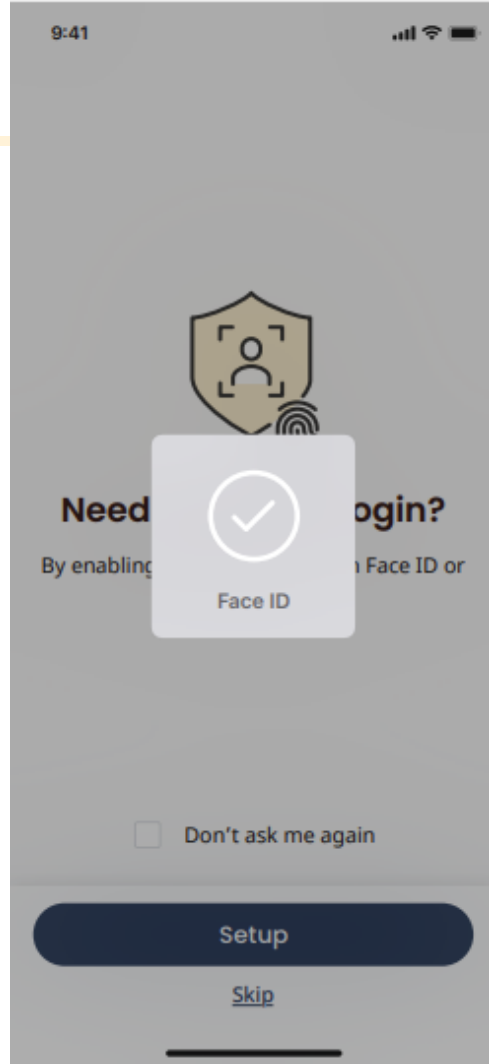 9:41
Need ogin?
By enabling Face ID or
Face ID
Don't ask me again
Setup
Skip